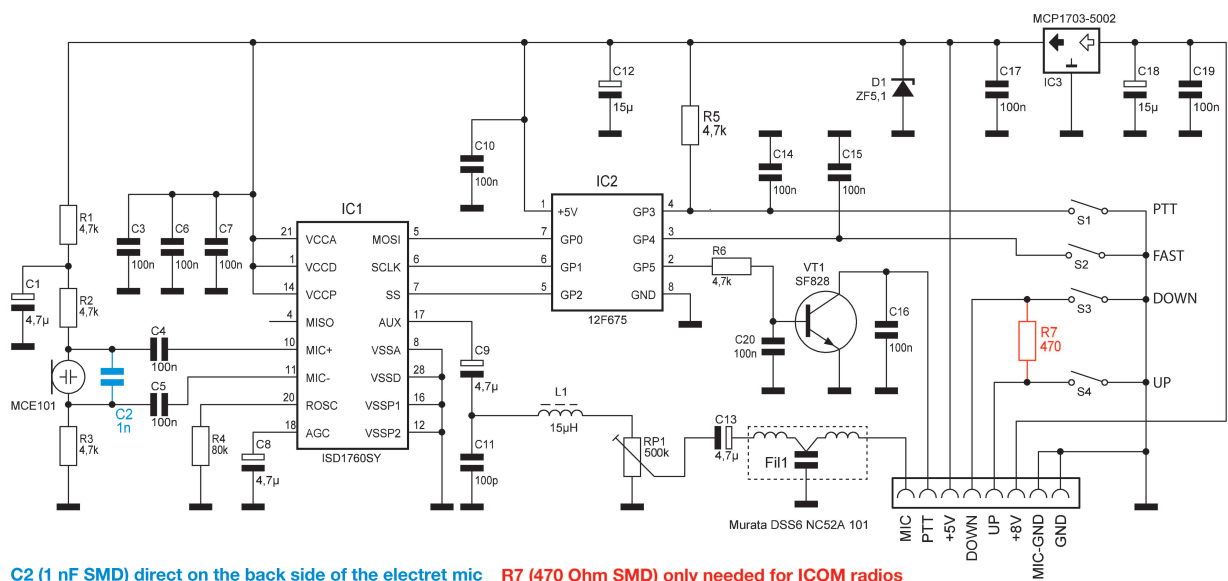 MCP1703-5002
IC3
C12
15µ
D1
ZF5,1
C17
100n
C18
15µ
C19
100n
R5
4,7k
C10
100n
C14
100n
C15
100n
R1
4,7k
C3
100n
C6
100n
C7
100n
C1
4,7µ
R2
4,7k
IC1
21 VCCA MOSI 5
1 VCCD SCLK 6
14 VCCP SS 7
4 MISO AUX 17
10 MIC+ VSSA 8
11 MIC- VSSD 28
20 ROSC VSSP1 16
18 AGC VSSP2 12
ISD1760SY
IC2
1 +5V GP3 4
7 GP0 GP4 3
6 GP1 GP5 2
5 GP2 GND 8
12F675
R6
4,7k
VT1
SF828
C16
100n
C20
100n
S1
PTT
S2
FAST
S3
DOWN
R7
470
S4
UP
C4
100n
C5
100n
MCE101
C2
1n
R3
4,7k
R4
80k
C8
4,7µ
C9
4,7µ
C11
100p
L1
15µH
RP1
500k
C13
4,7µ
Fil1
Murata DSS6 NC52A 101
MIC
PTT
+5V
DOWN
UP
+8V
MIC-GND
GND
C2 (1 nF SMD) direct on the back side of the electret mic
R7 (470 Ohm SMD) only needed for ICOM radios